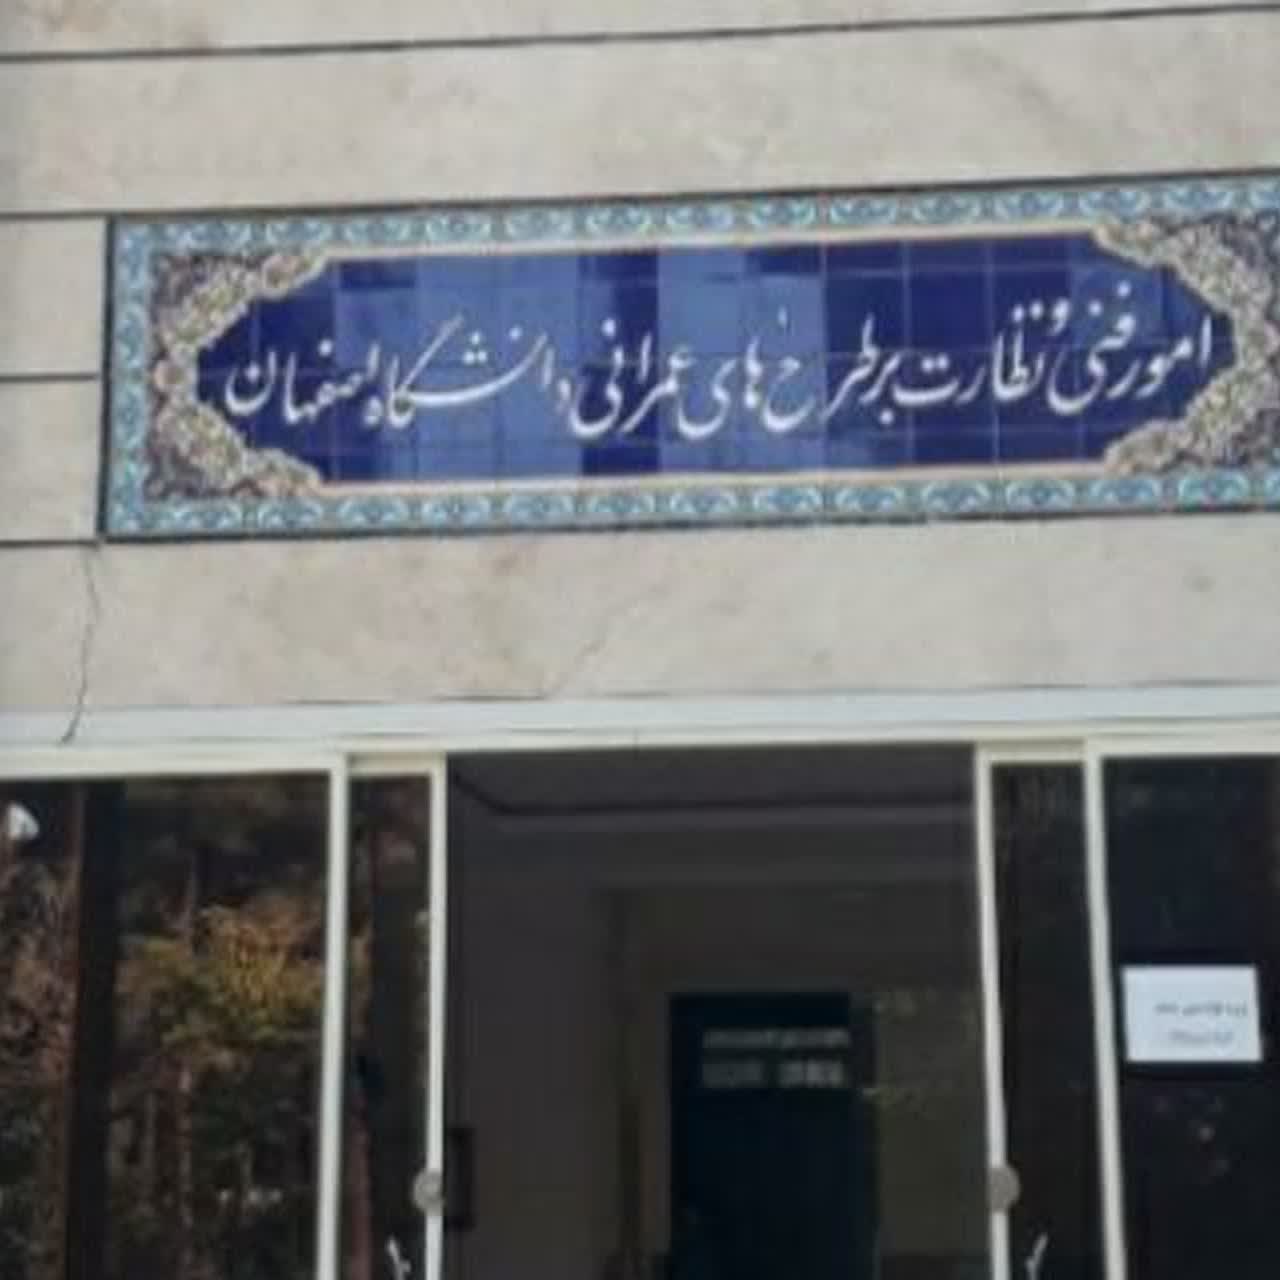 امور فنی و نظارت بر طرح های عمرانی دانشگاه اصفهان